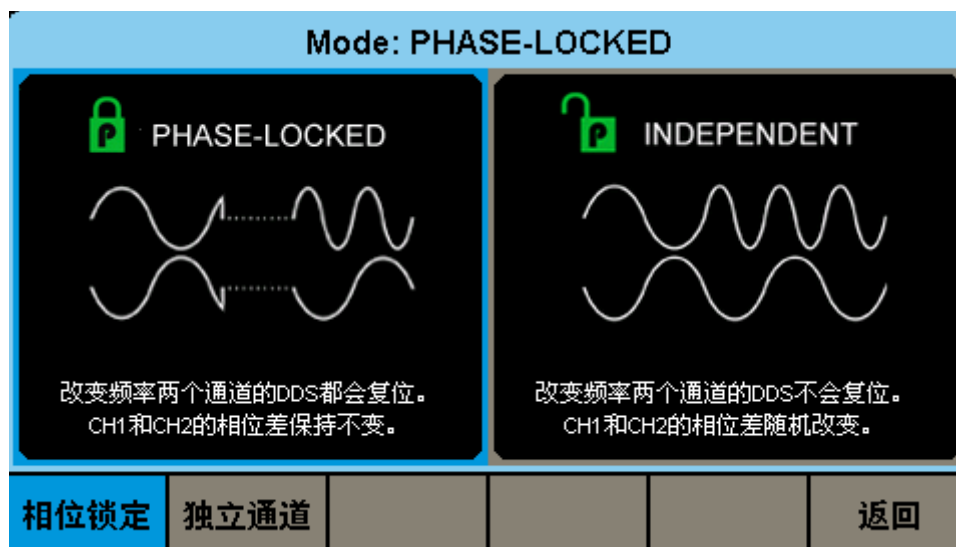 Mode: PHASE-LOCKED
PHASE-LOCKED
改变频率两个通道的DDS都会复位。
CH1和CH2的相位差保持不变。
INDEPENDENT
改变频率两个通道的DDS不会复位。
CH1和CH2的相位差随机改变。
相位锁定
独立通道
返回